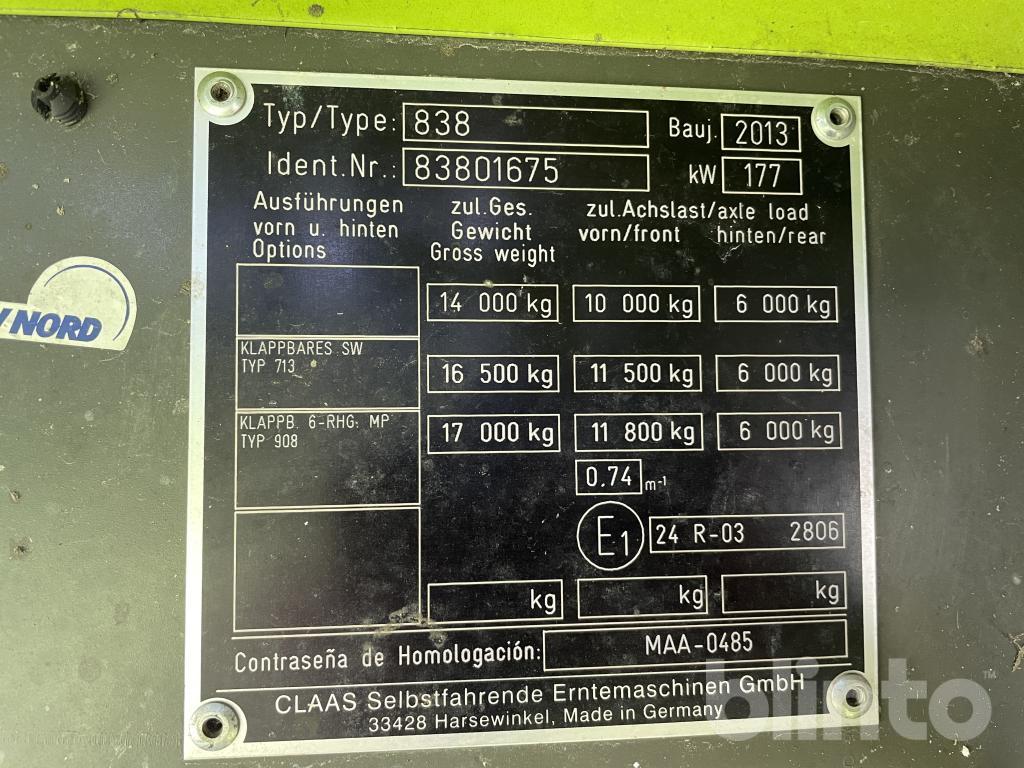 Typ/Type: 838 Bauj. 2013
Ident.Nr.: 83801675 kW 177
Ausführungen vorn u. hinten Options
zul.Ges. Gewicht Gross weight
zul.Achslast/axle load
vorn/front hinten/rear
14 000 kg 10 000 kg 6 000 kg
KLAPPBARES SW
TYP 713
16 500 kg 11 500 kg 6 000 kg
KLAPPB. 6-RHG. MP
TYP 908
17 000 kg 11 800 kg 6 000 kg
0.74 m-1
E1 24 R-03 2806
kg kg kg
Contraseña de Homologación: MAA-0485
CLAAS Selbstfahrende Erntemaschinen GmbH
33428 Harsewinkel, Made in Germany
NORD
blinto™